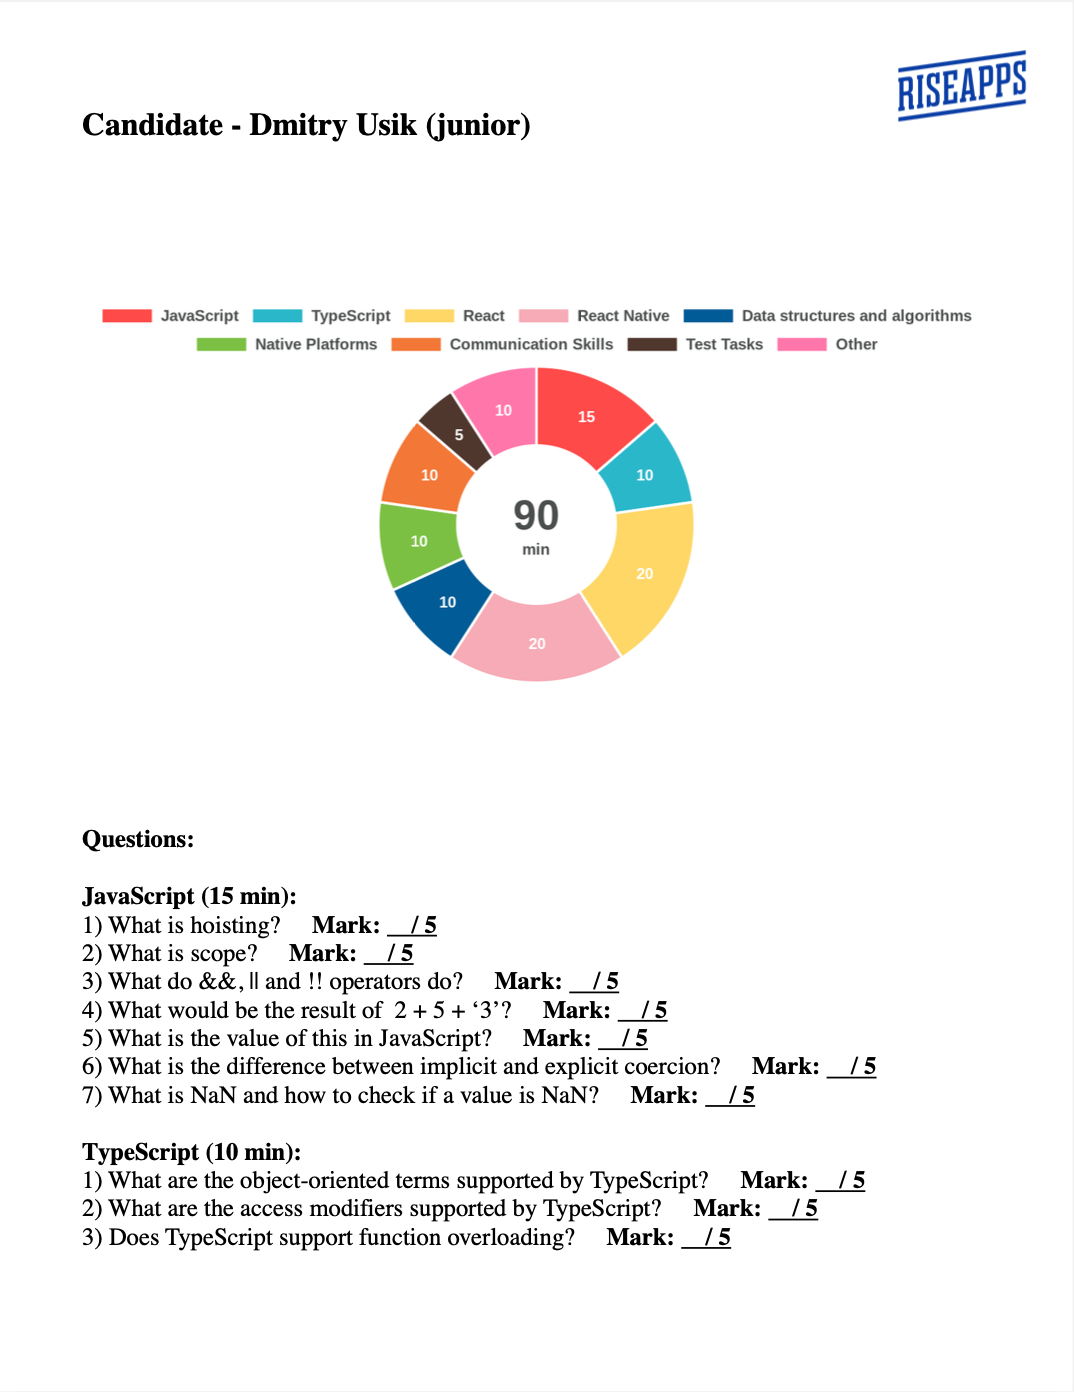 RISEAPPS
Candidate - Dmitry Usik (junior)
JavaScript TypeScript React React Native Data structures and algorithms
Native Platforms Communication Skills Test Tasks Other
10 15
5
10 10
90
min
10
20
10
20
Questions:
JavaScript (15 min):
1) What is hoisting? Mark: __/ 5
2) What is scope? Mark: __/ 5
3) What do &&, || and !! operators do? Mark: __/ 5
4) What would be the result of 2 + 5 + ‘3’? Mark: __/ 5
5) What is the value of this in JavaScript? Mark: __/ 5
6) What is the difference between implicit and explicit coercion? Mark: __/ 5
7) What is NaN and how to check if a value is NaN? Mark: __/ 5
TypeScript (10 min):
1) What are the object-oriented terms supported by TypeScript? Mark: __/ 5
2) What are the access modifiers supported by TypeScript? Mark: __/ 5
3) Does TypeScript support function overloading? Mark: __/ 5